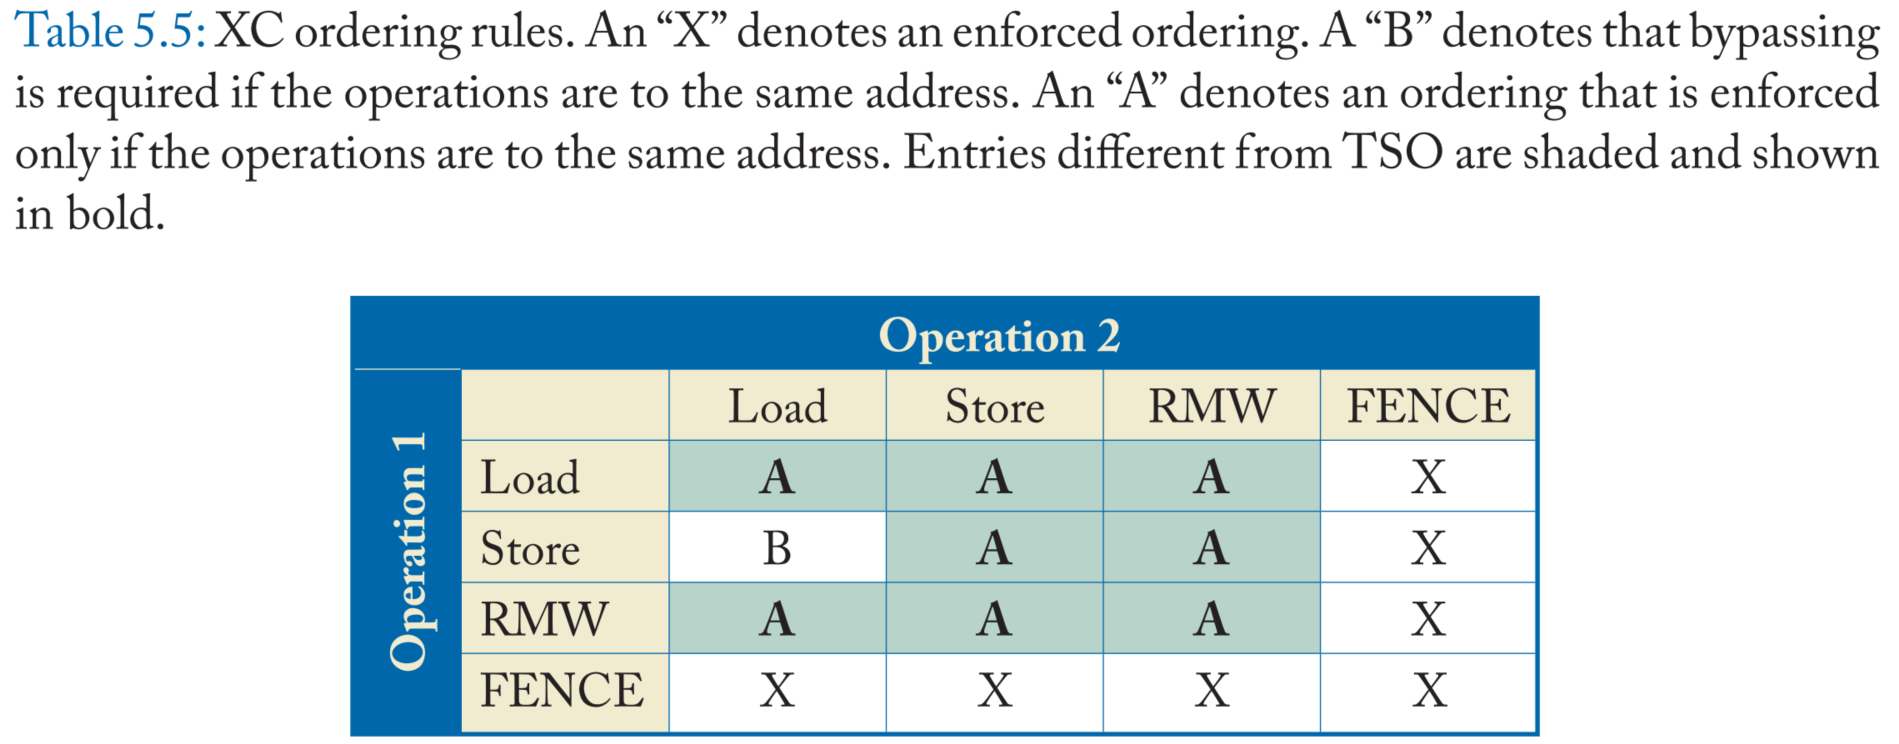 Table 5.5: XC ordering rules. An “X” denotes an enforced ordering. A “B” denotes that bypassing
is required if the operations are to the same address. An “A” denotes an ordering that is enforced
only if the operations are to the same address. Entries different from TSO are shaded and shown
in bold.
Operation 2
Operation 1
Load Store RMW FENCE
Load A A A X
Store B A A X
RMW A A A X
FENCE X X X X